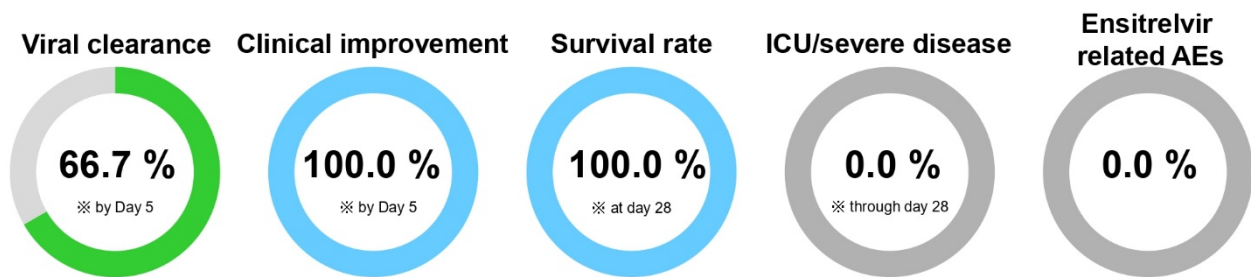 Viral clearance
66.7 %
※ by Day 5
Clinical improvement
100.0 %
※ by Day 5
Survival rate
100.0 %
※ at day 28
ICU/severe disease
0.0 %
※ through day 28
Ensitrelvir
related AEs
0.0 %